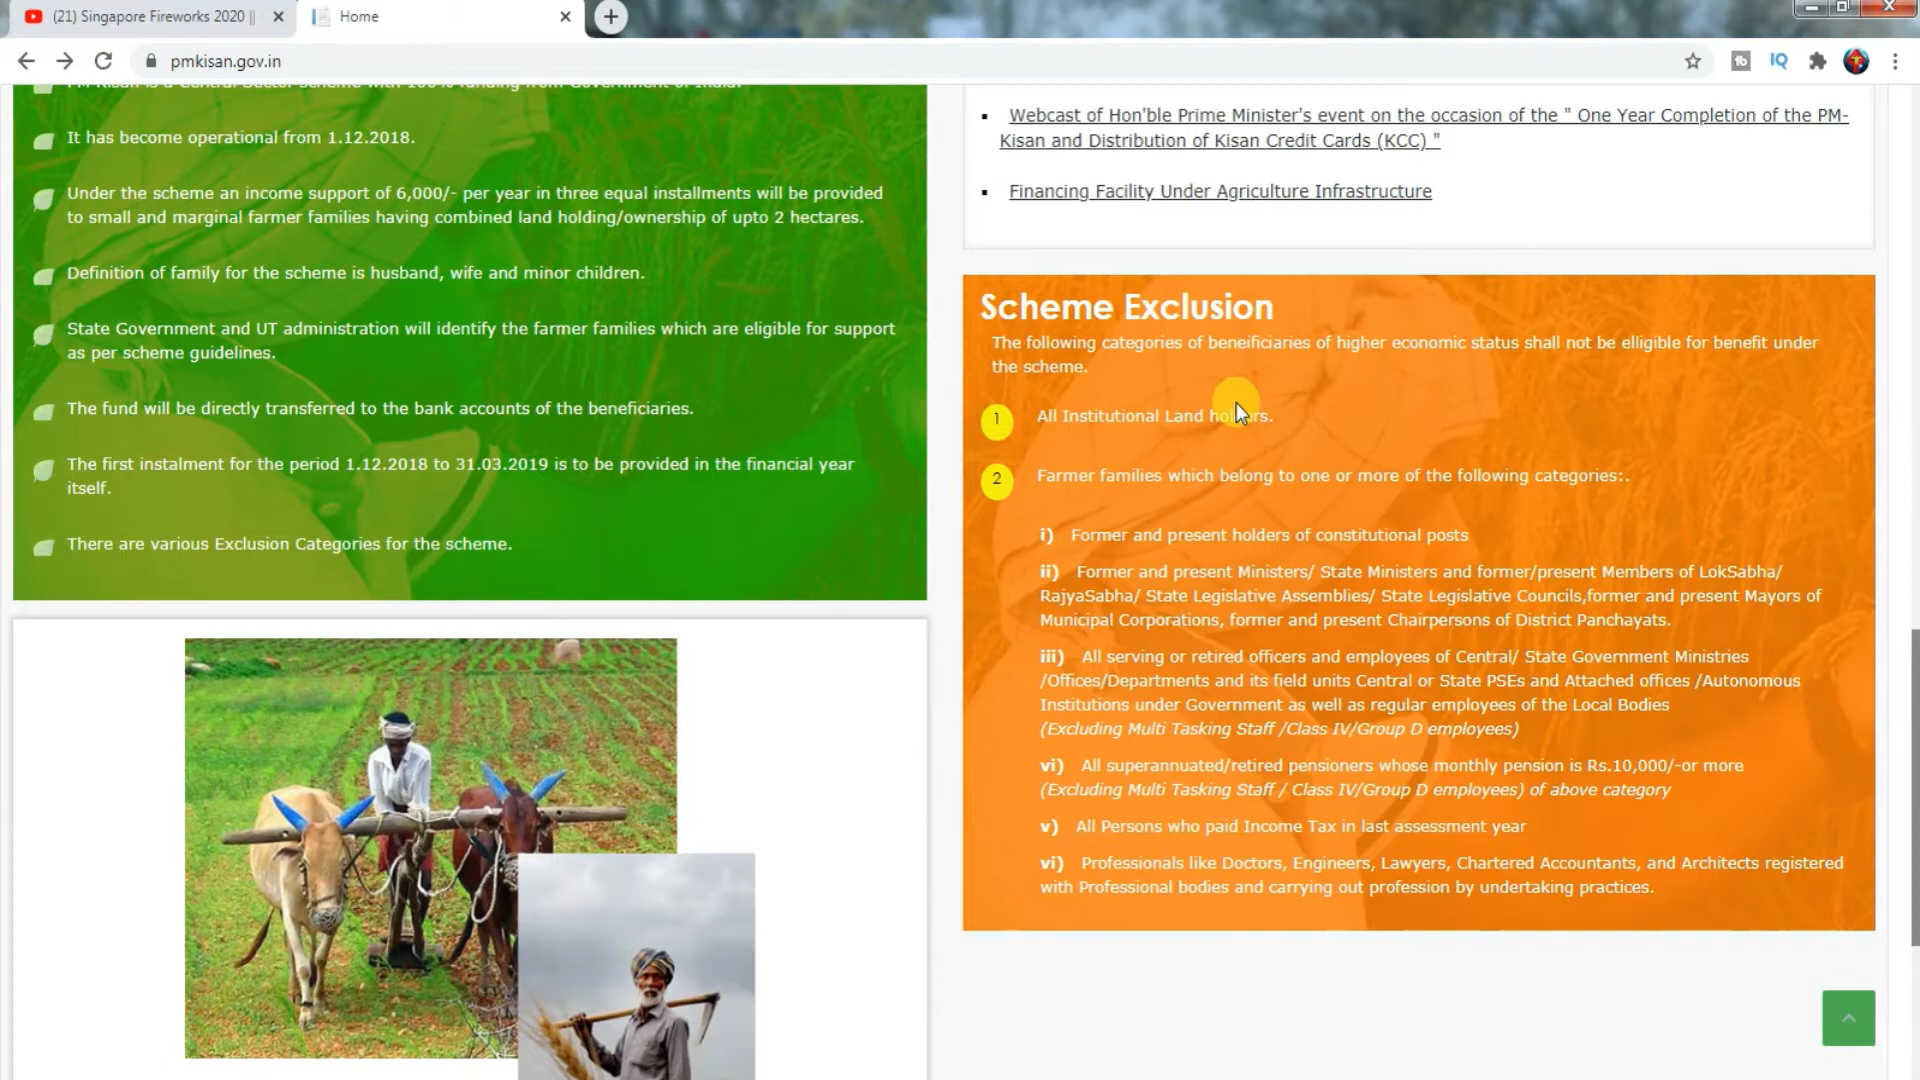 (21) Singapore Fireworks 2020 ||
Home
pmkisan.gov.in
IQ
PM Kisan is a Central Sector scheme with 100% funding from Government of India.
It has become operational from 1.12.2018.
Under the scheme an income support of 6,000/- per year in three equal installments will be provided
to small and marginal farmer families having combined land holding/ownership of upto 2 hectares.
Definition of family for the scheme is husband, wife and minor children.
State Government and UT administration will identify the farmer families which are eligible for support
as per scheme guidelines.
The fund will be directly transferred to the bank accounts of the beneficiaries.
The first instalment for the period 1.12.2018 to 31.03.2019 is to be provided in the financial year
itself.
There are various Exclusion Categories for the scheme.
Webcast of Hon'ble Prime Minister's event on the occasion of the " One Year Completion of the PM-
Kisan and Distribution of Kisan Credit Cards (KCC) "
Financing Facility Under Agriculture Infrastructure
Scheme Exclusion
The following categories of beneificiaries of higher economic status shall not be elligible for benefit under
the scheme.
1 All Institutional Land holders.
2 Farmer families which belong to one or more of the following categories:.
i) Former and present holders of constitutional posts
ii) Former and present Ministers/ State Ministers and former/present Members of LokSabha/
RajyaSabha/ State Legislative Assemblies/ State Legislative Councils,former and present Mayors of
Municipal Corporations, former and present Chairpersons of District Panchayats.
iii) All serving or retired officers and employees of Central/ State Government Ministries
/Offices/Departments and its field units Central or State PSEs and Attached offices /Autonomous
Institutions under Government as well as regular employees of the Local Bodies
(Excluding Multi Tasking Staff /Class IV/Group D employees)
vi) All superannuated/retired pensioners whose monthly pension is Rs.10,000/-or more
(Excluding Multi Tasking Staff / Class IV/Group D employees) of above category
v) All Persons who paid Income Tax in last assessment year
vi) Professionals like Doctors, Engineers, Lawyers, Chartered Accountants, and Architects registered
with Professional bodies and carrying out profession by undertaking practices.